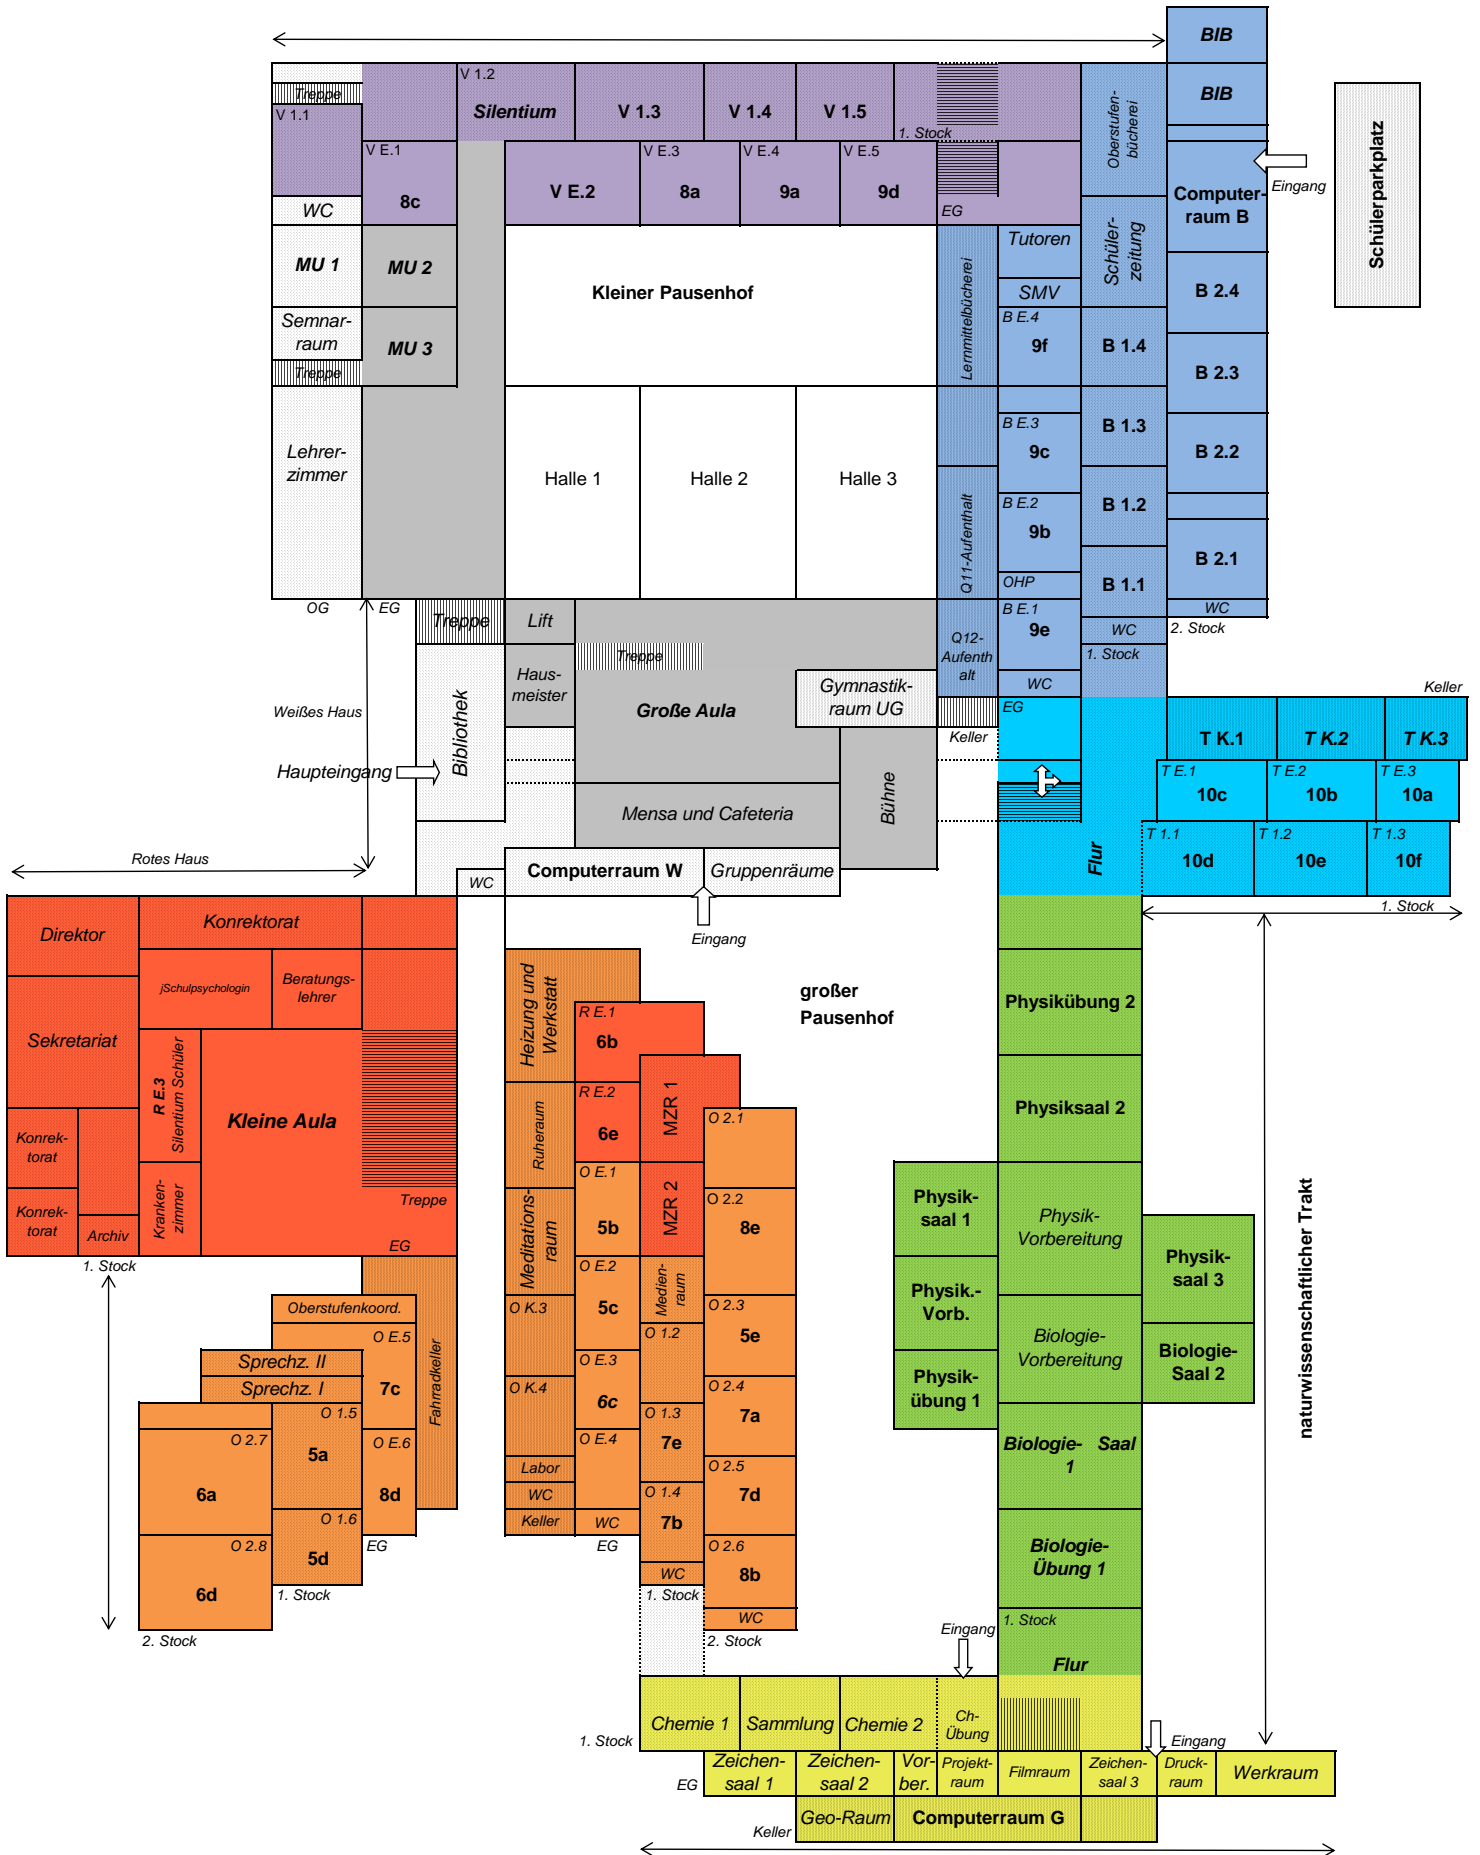 BIB
V 1.2
Treppe
V 1.1
Silentium
V 1.3
V 1.4
V 1.5
1. Stock
BIB
Oberstufen-
bücherei
Schülerparkplatz
V E.1
8c
V E.2
V E.3
8a
V E.4
9a
V E.5
9d
EG
Computer-
raum B
Eingang
WC
MU 1
MU 2
Kleiner Pausenhof
Lernmittelbücherei
Tutoren
SMV
Schüler-
zeitung
B 2.4
Semnar-
raum
MU 3
Treppe
B E.4
9f
B 1.4
B 2.3
Lehrer-
zimmer
Halle 1
Halle 2
Halle 3
B E.3
9c
B 1.3
B 2.2
Q11-Aufenthalt
B E.2
9b
B 1.2
OHP
B 1.1
B 2.1
WC
2. Stock
OG
EG
Treppe
Lift
Treppe
Q12-
Aufenth
alt
B E.1
9e
WC
1. Stock
WC
Weißes Haus
Bibliothek
Haus-
meister
Große Aula
Gymnastik-
raum UG
Keller
EG
Keller
T K.1
T K.2
T K.3
Haupteingang
Mensa und Cafeteria
Bühne
T E.1
10c
T E.2
10b
T E.3
10a
Flur
T 1.1
10d
T 1.2
10e
T 1.3
10f
1. Stock
Rotes Haus
WC
Computerraum W
Gruppenräume
Eingang
Direktor
Konrektorat
jSchulpsychologin
Beratungs-
lehrer
Sekretariat
R E.3
Silentium Schüler
Kleine Aula
Konrek-
torat
Konrek-
torat
Archiv
Kranken-
zimmer
Treppe
EG
1. Stock
Heizung und
Werkstatt
großer
Pausenhof
R E.1
6b
Ruheraum
R E.2
6e
MZR 1
O 2.1
Meditations-
raum
O E.1
5b
MZR 2
O 2.2
8e
Physikübung 2
Physiksaal 2
Physik-
saal 1
Physik-
Vorbereitung
Physik-
saal 3
naturwissenschaftlicher Trakt
Physik.-
Vorb.
Biologie-
Vorbereitung
Biologie-
Saal 2
Physik-
übung 1
Biologie- Saal
1
Biologie-
Übung 1
1. Stock
Flur
Oberstufenkoord.
O E.5
7c
Sprechz. II
Sprechz. I
Fahrradkeller
O 2.7
6a
O 1.5
5a
O E.6
8d
O 2.8
6d
O 1.6
5d
EG
1. Stock
2. Stock
O K.3
O E.2
5c
Medien-
raum
O 2.3
5e
O 1.2
O K.4
O E.3
6c
O 2.4
7a
O 1.3
7e
Labor
O E.4
O 2.5
7d
WC
O 1.4
7b
Keller
WC
EG
WC
O 2.6
8b
1. Stock
WC
2. Stock
Eingang
1. Stock
Chemie 1
Sammlung
Chemie 2
Ch-
Übung
Eingang
EG
Zeichen-
saal 1
Zeichen-
saal 2
Vor-
ber.
Projekt-
raum
Filmraum
Zeichen-
saal 3
Druck-
raum
Werkraum
Keller
Geo-Raum
Computerraum G